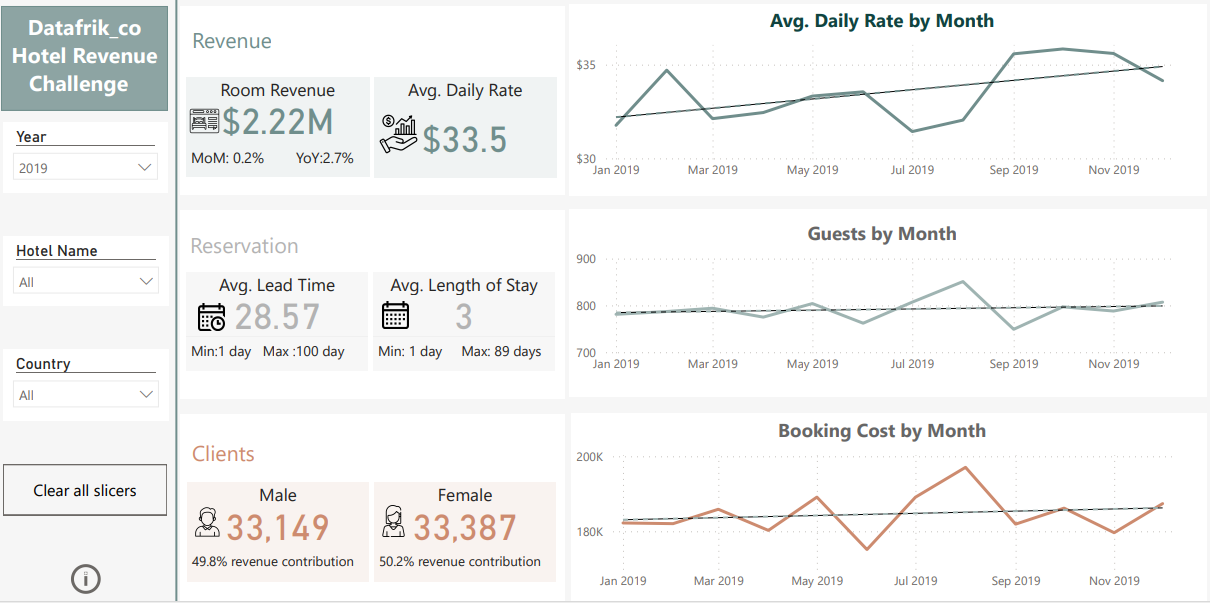 Datafrik_co
Hotel Revenue
Challenge
Year
2019
Hotel Name
All
Country
All
Clear all slicers
Revenue
Room Revenue
$2.22M
MoM: 0.2% YoY:2.7%
Avg. Daily Rate
$33.5
Reservation
Avg. Lead Time
28.57
Min:1 day Max :100 day
Avg. Length of Stay
3
Min: 1 day Max: 89 days
Clients
Male
33,149
49.8% revenue contribution
Female
33,387
50.2% revenue contribution
Avg. Daily Rate by Month
$35
$30
Jan 2019 Mar 2019 May 2019 Jul 2019 Sep 2019 Nov 2019
Guests by Month
900
800
700
Jan 2019 Mar 2019 May 2019 Jul 2019 Sep 2019 Nov 2019
Booking Cost by Month
200K
180K
Jan 2019 Mar 2019 May 2019 Jul 2019 Sep 2019 Nov 2019